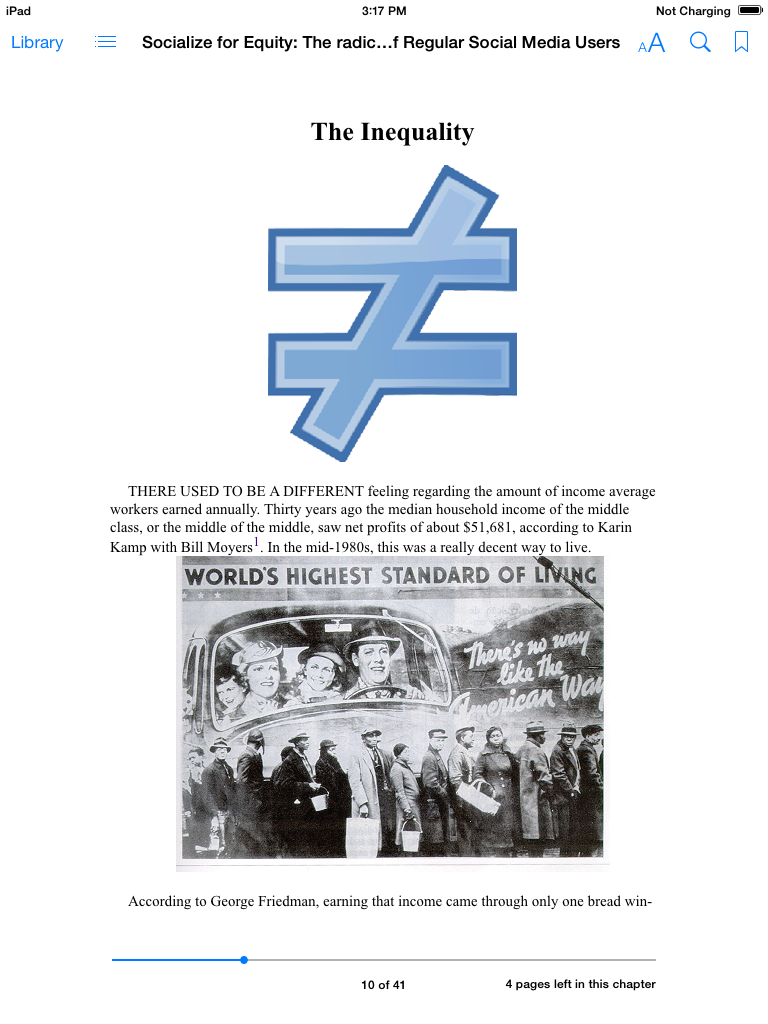 iPad
3:17 PM
Not Charging
Library
Socialize for Equity: The radic...f Regular Social Media Users
AA
The Inequality
≠
THERE USED TO BE A DIFFERENT feeling regarding the amount of income average
workers earned annually. Thirty years ago the median household income of the middle
class, or the middle of the middle, saw net profits of about $51,681, according to Karin
Kamp with Bill Moyers1. In the mid-1980s, this was a really decent way to live.
WORLD'S HIGHEST STANDARD OF LIVING
There's no way
like the
American Way
According to George Friedman, earning that income came through only one bread win-
10 of 41
4 pages left in this chapter